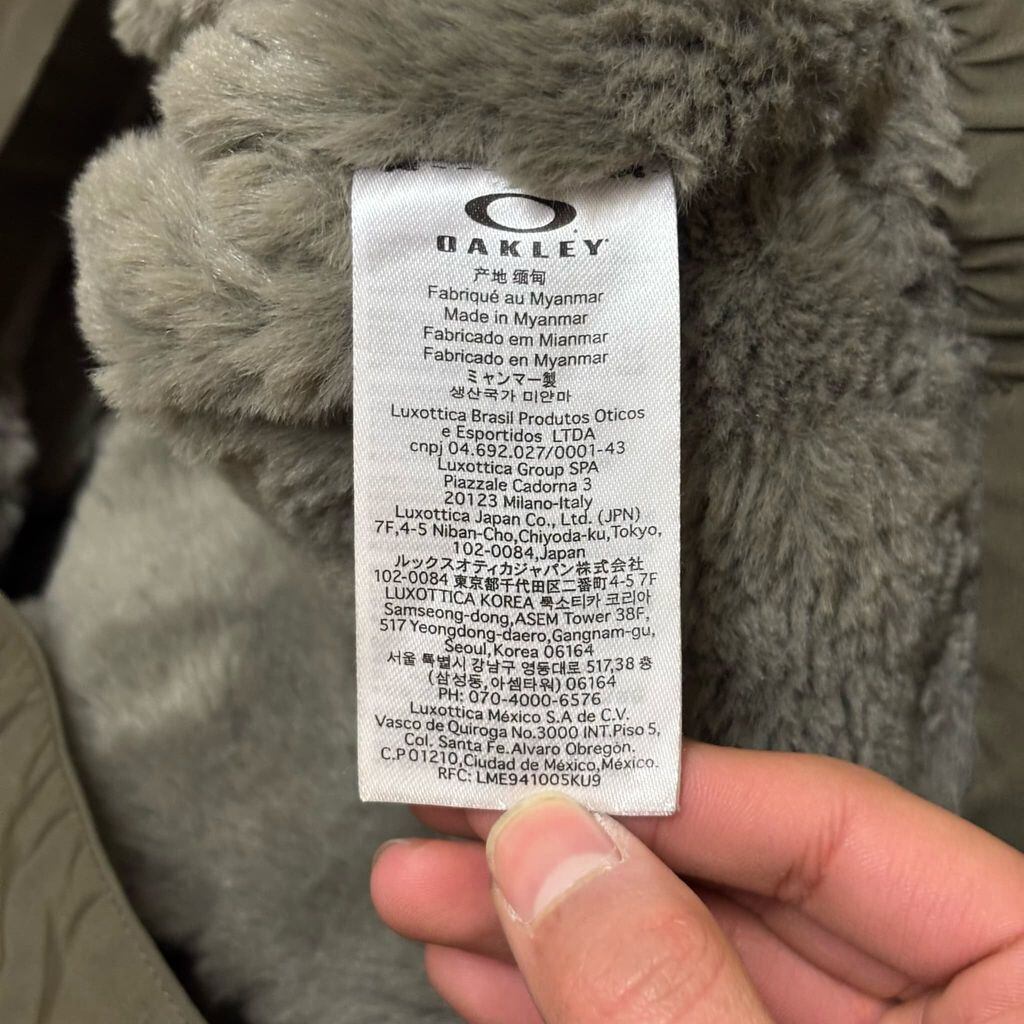 OAKLEY
产地 缅甸
Fabriqué au Myanmar
Made in Myanmar
Fabricado em Mianmar
Fabricado en Myanmar
ミャンマー製
생산국가 미얀마
Luxottica Brasil Produtos Oticos
e Esportidos LTDA
cnpj 04.692.027/0001-43
Luxottica Group SPA
Piazzale Cadorna 3
20123 Milano-Italy
Luxottica Japan Co., Ltd. (JPN)
7F,4-5 Niban-Cho,Chiyoda-ku,Tokyo,
102-0084,Japan
ルックスオティカジャパン株式会社
102-0084 東京都千代田区二番町4-5 7F
LUXOTTICA KOREA 룩소티카 코리아
Samseong-dong,ASEM Tower 38F,
517 Yeongdong-daero,Gangnam-gu,
Seoul,Korea 06164
서울 특별시 강남구 영동대로 517,38 층
(삼성동,아셈타워) 06164
PH: 070-4000-6576
Luxottica México S.A de C.V.
Vasco de Quiroga No.3000 INT.Piso 5,
Col. Santa Fe.Alvaro Obregòn.
C.P 01210,Ciudad de México,México.
RFC: LME941005KU9